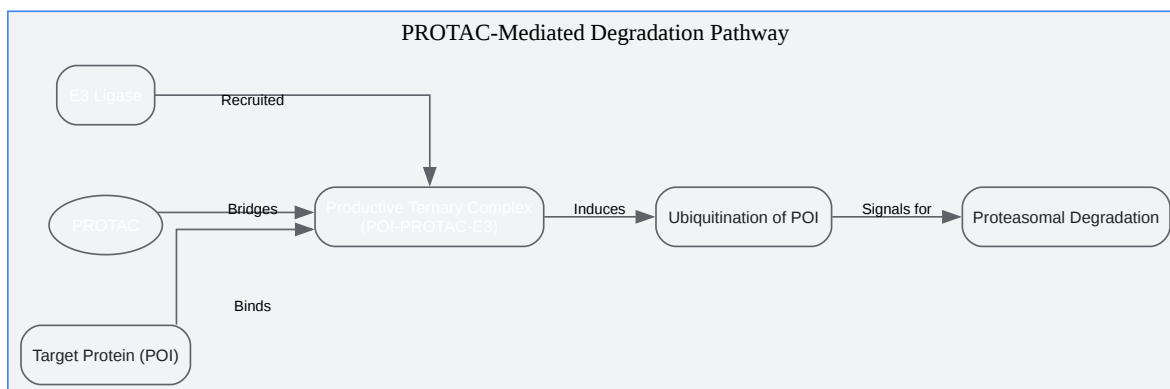 PROTAC-Mediated Degradation Pathway
E3 Ligase
Recruited
PROTAC
Bridges
Productive Ternary Complex
(POI-PROTAC-E3)
Induces
Ubiquitination of POI
Signals for
Proteasomal Degradation
Binds
Target Protein (POI)